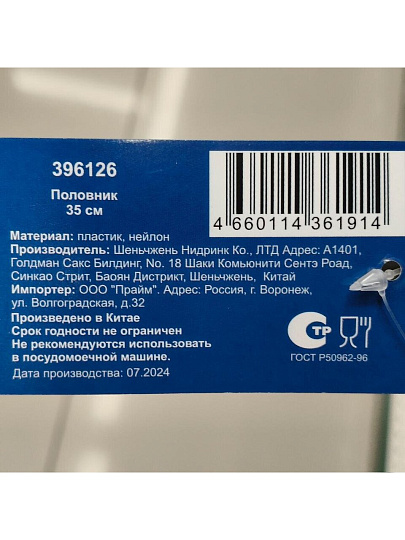 396126
Половник
35 см
4 660114 361914
Материал: пластик, нейлон
Производитель: Шеньчжень Нидринк Ко., ЛТД Адрес: А1401,
Голдман Сакс Билдинг, No. 18 Шаки Комьюнити Сентэ Роад,
Синкао Стрит, Баоян Дистрикт, Шеньчжень, Китай
Импортер: ООО "Прайм". Адрес: Россия, г. Воронеж,
ул. Волгоградская, д.32
Произведено в Китае
Срок годности не ограничен
Не рекомендуются использовать
в посудомоечной машине.
Дата производства: 07.2024
СТР
ГОСТ Р50962-96